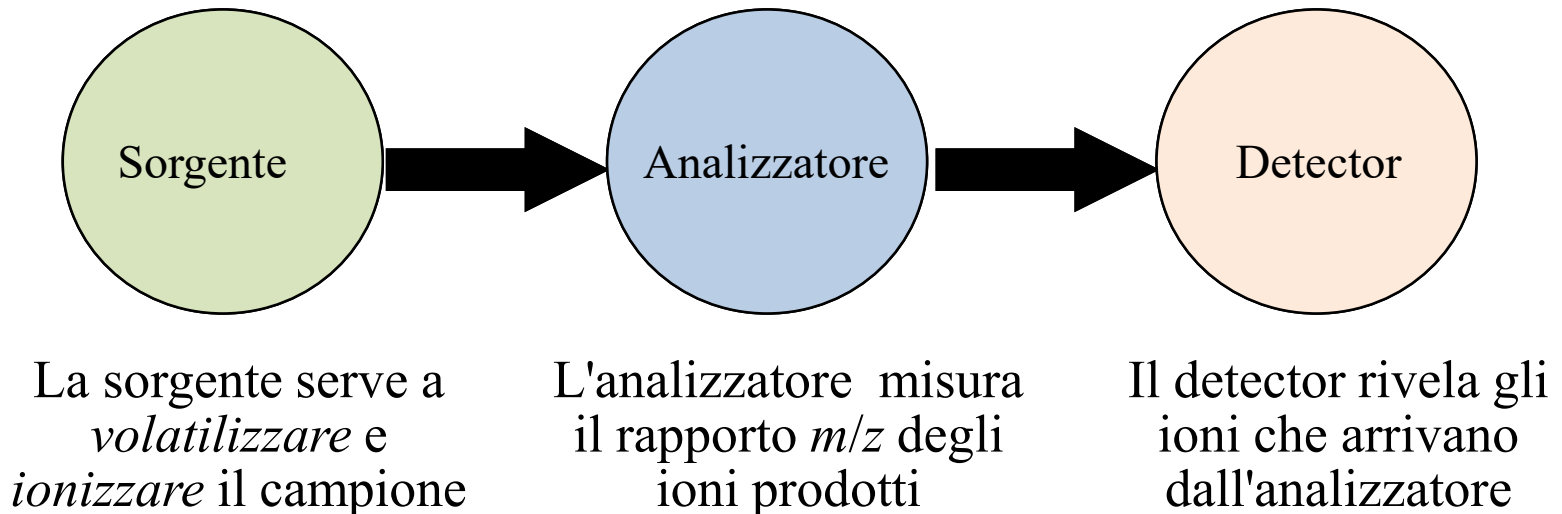 Sorgente
Analizzatore
Detector
La sorgente serve a
volatilizzare e
ionizzare il campione
L'analizzatore misura
il rapporto m/z degli
ioni prodotti
Il detector rivela gli
ioni che arrivano
dall'analizzatore